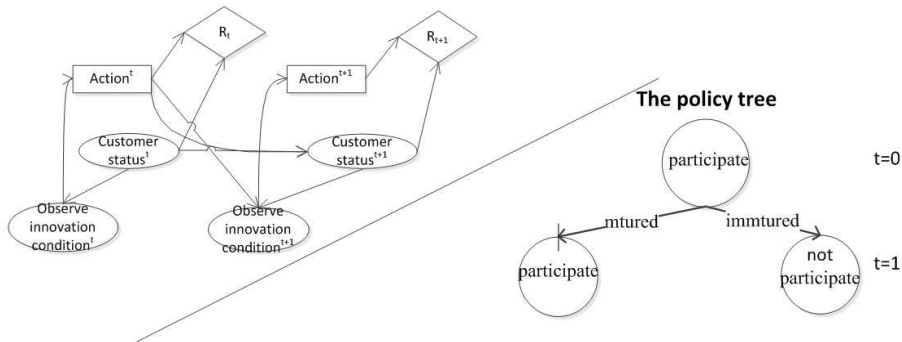 R_t
R_t+1
Action^t
Action^t+1
Customer
status^t
Customer
status^t+1
Observe
innovation
condition^t
Observe
innovation
condition^t+1
The policy tree
participate
t=0
mtured
immtured
participate
not
participate
t=1